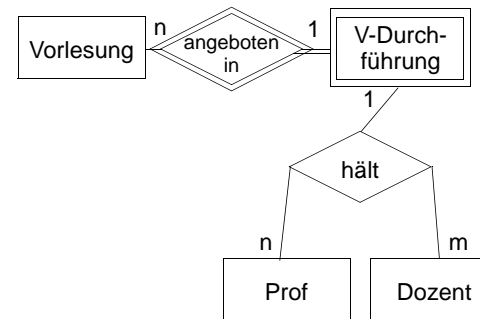 n
1
Vorlesung
angeboten
in
V-Durch-
führung
1
hält
n
m
Prof
Dozent